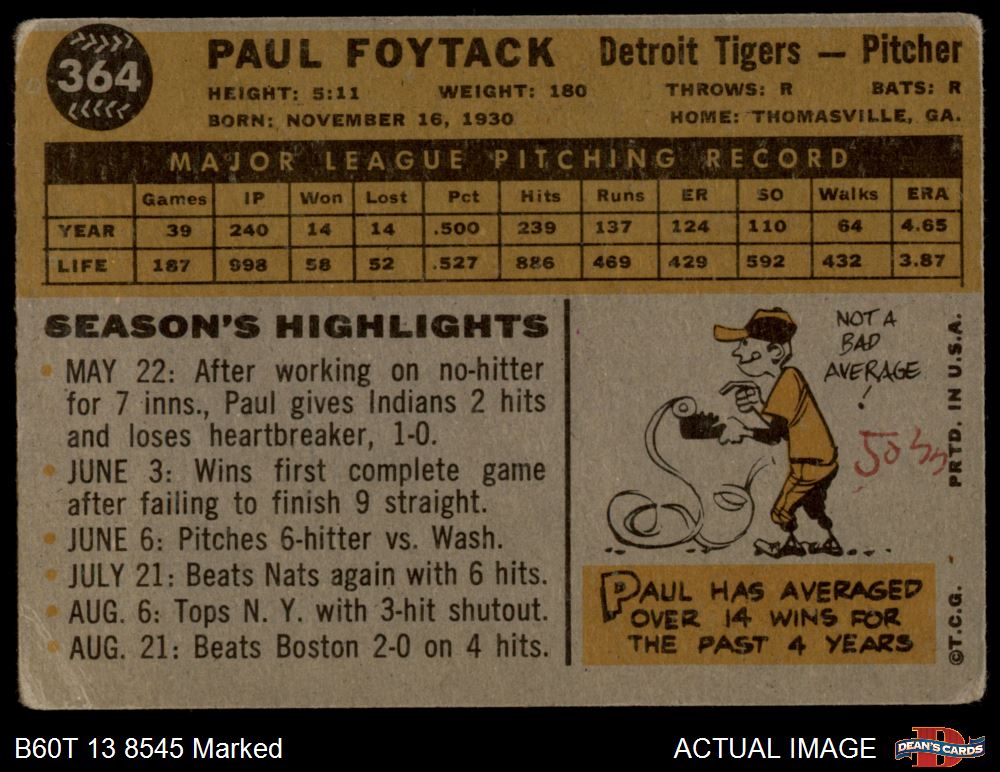 364
PAUL FOYTACK Detroit Tigers — Pitcher
HEIGHT: 5:11 WEIGHT: 180 THROWS: R BATS: R
BORN: NOVEMBER 16, 1930 HOME: THOMASVILLE, GA.
MAJOR LEAGUE PITCHING RECORD
Games IP Won Lost Pct Hits Runs ER SO Walks ERA
YEAR 39 240 14 14 .500 239 137 124 110 64 4.65
LIFE 187 998 58 52 .527 886 469 429 592 432 3.87
SEASON'S HIGHLIGHTS
• MAY 22: After working on no-hitter
for 7 inns., Paul gives Indians 2 hits
and loses heartbreaker, 1-0.
• JUNE 3: Wins first complete game
after failing to finish 9 straight.
• JUNE 6: Pitches 6-hitter vs. Wash.
• JULY 21: Beats Nats again with 6 hits.
• AUG. 6: Tops N. Y. with 3-hit shutout.
• AUG. 21: Beats Boston 2-0 on 4 hits.
NOT A
BAD
AVERAGE
!
PAUL HAS AVERAGED
OVER 14 WINS FOR
THE PAST 4 YEARS
©T.C.G. - PRTD. IN U.S.A.
B60T 13 8545 Marked ACTUAL IMAGE DEAN'S CARDS